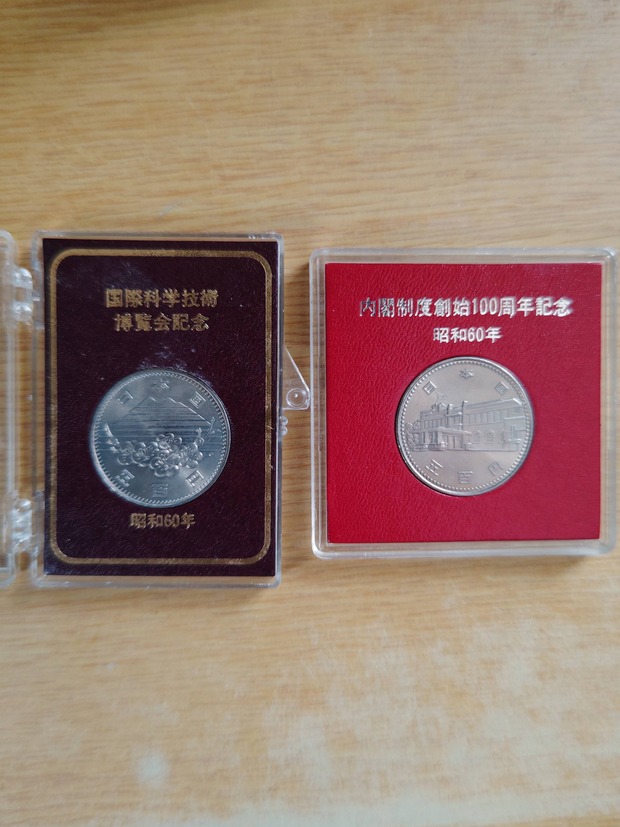 国際科学技術
博覧会記念
日本国
五百円
昭和60年
内閣制度創始100周年記念
昭和60年
日本国
五百円